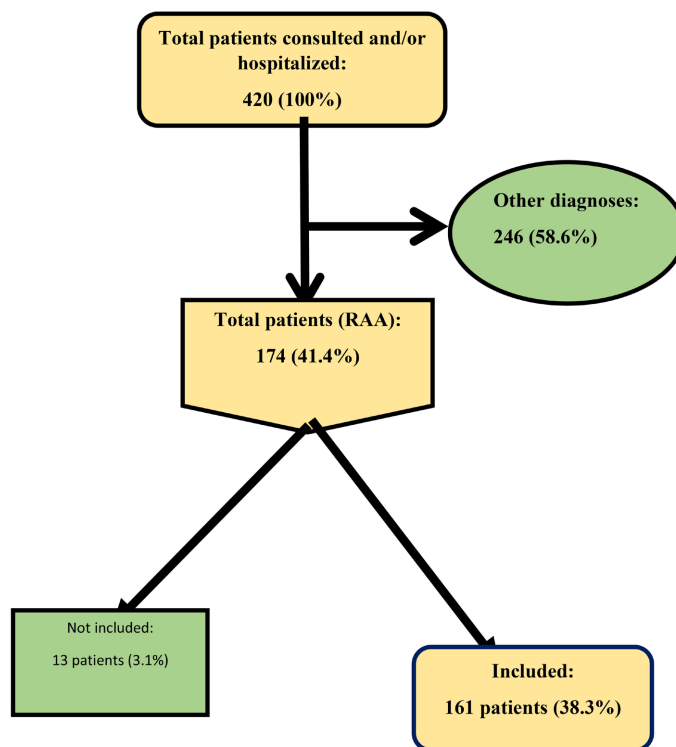 Total patients consulted and/or
hospitalized:
420 (100%)
Other diagnoses:
246 (58.6%)
Total patients (RAA):
174 (41.4%)
Not included:
13 patients (3.1%)
Included:
161 patients (38.3%)